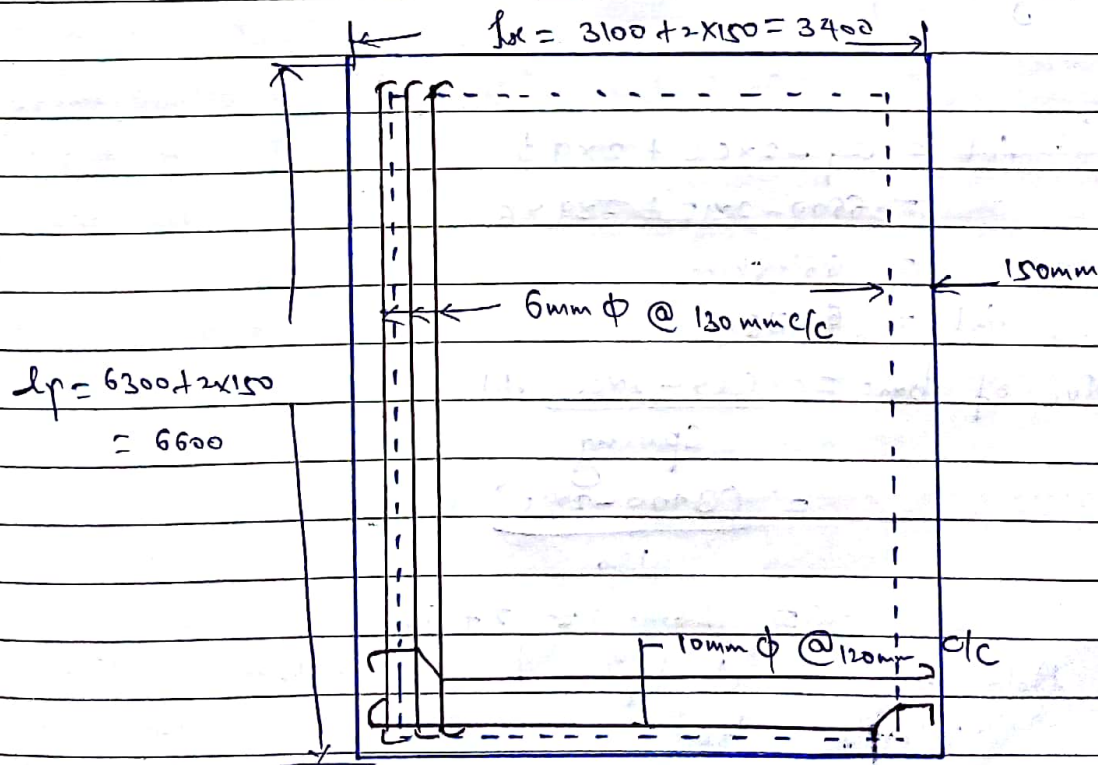 lx = 3100 + 2x150 = 3400
150mm
6mm ϕ @ 130 mm c/c
ly = 6300 + 2x150
= 6600
10mm ϕ @ 120mm c/c